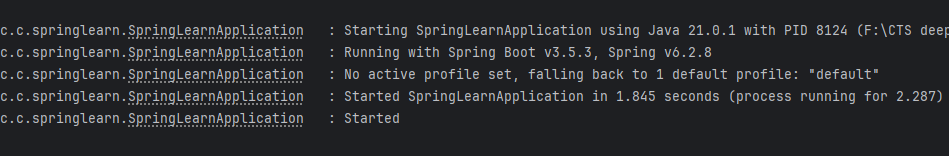 c.c.springlearn.SpringLearnApplication : Starting SpringLearnApplication using Java 21.0.1 with PID 8124 (F:\CTS deep
c.c.springlearn.SpringLearnApplication : Running with Spring Boot v3.5.3, Spring v6.2.8
c.c.springlearn.SpringLearnApplication : No active profile set, falling back to 1 default profile: "default"
c.c.springlearn.SpringLearnApplication : Started SpringLearnApplication in 1.845 seconds (process running for 2.287)
c.c.springlearn.SpringLearnApplication : Started